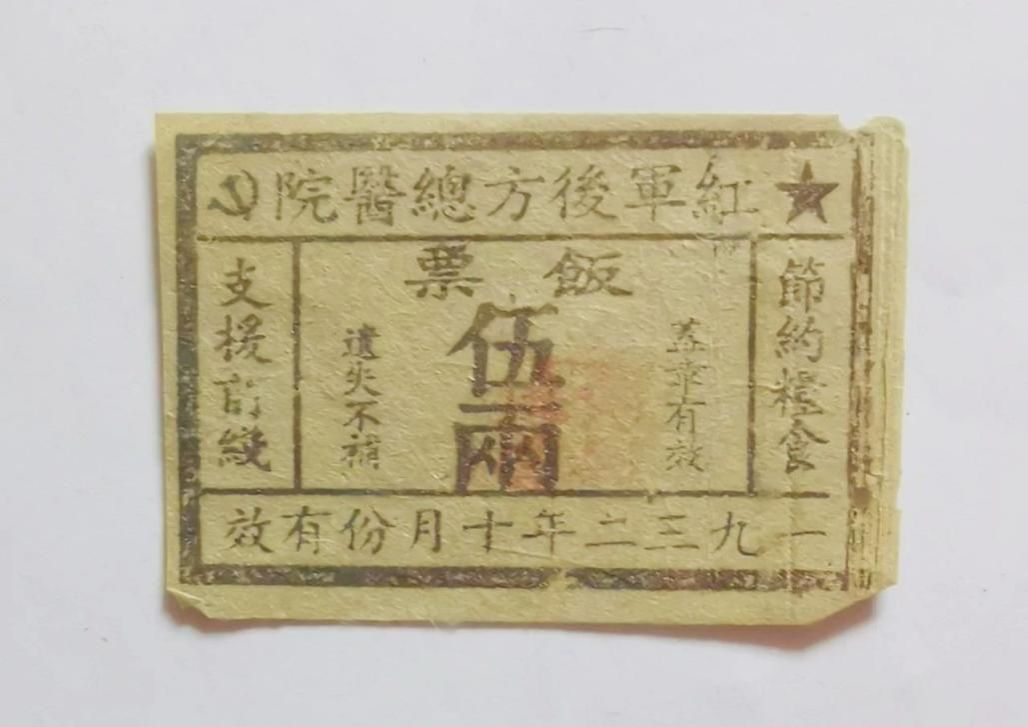 紅軍後方總醫院
節約糧食
飯票
蓋章有效
伍兩
遺失不補
支援前綫
一九三二年十月份有效